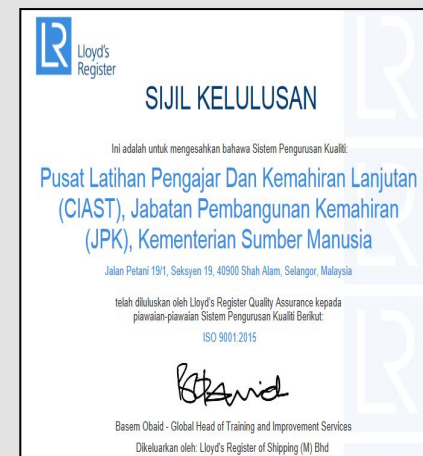 LR
Lloyd's
Register
SIJIL KELULUSAN
Ini adalah untuk mengesahkan bahawa Sistem Pengurusan Kualiti:
Pusat Latihan Pengajar Dan Kemahiran Lanjutan
(CIAST), Jabatan Pembangunan Kemahiran
(JPK), Kementerian Sumber Manusia
Jalan Petani 19/1, Seksyen 19, 40900 Shah Alam, Selangor, Malaysia
telah diluluskan oleh Lloyd's Register Quality Assurance kepada
piawaian-piawaian Sistem Pengurusan Kualiti Berikut:
ISO 9001:2015
Basem Obaid - Global Head of Training and Improvement Services
Dikeluarkan oleh: Lloyd's Register of Shipping (M) Bhd